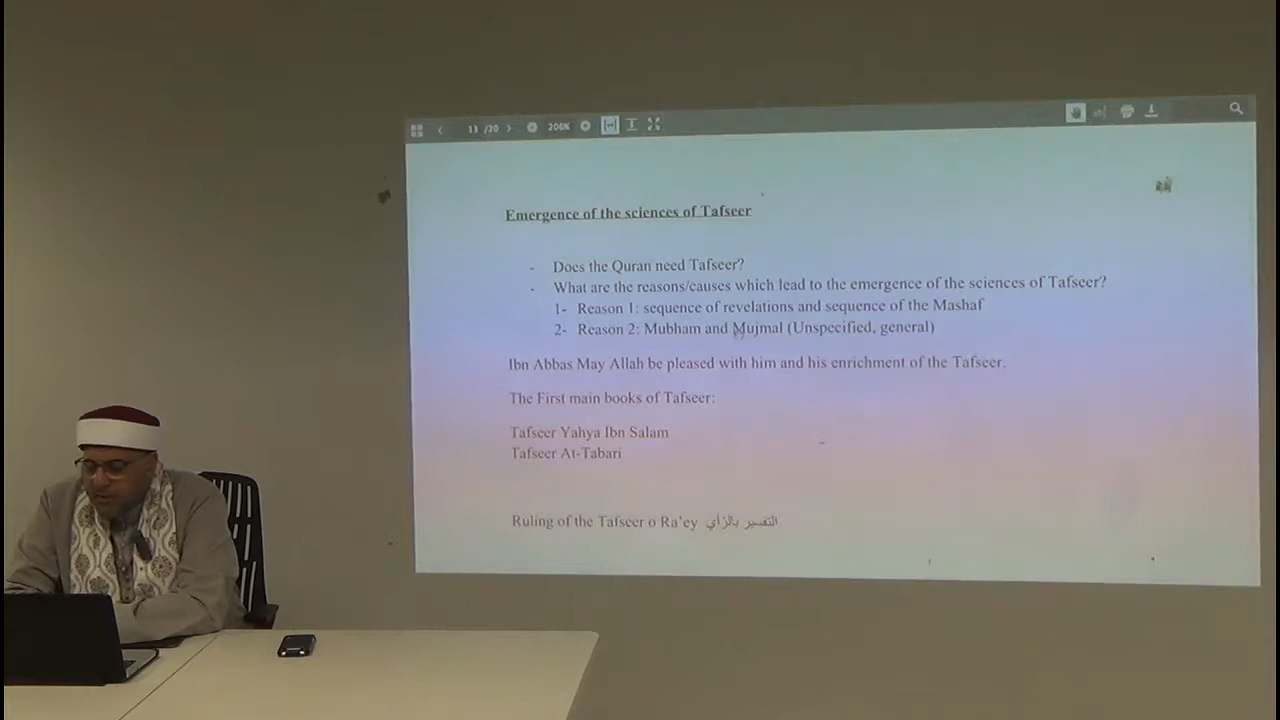 13 /20
206%
Emergence of the sciences of Tafseer
- Does the Quran need Tafseer?
- What are the reasons/causes which lead to the emergence of the sciences of Tafseer?
1- Reason 1: sequence of revelations and sequence of the Mashaf
2- Reason 2: Mubham and Mujmal (Unspecified, general)
Ibn Abbas May Allah be pleased with him and his enrichment of the Tafseer.
The First main books of Tafseer:
Tafseer Yahya Ibn Salam
Tafseer At-Tabari
Ruling of the Tafseer o Ra'ey التفسير بالرّأي